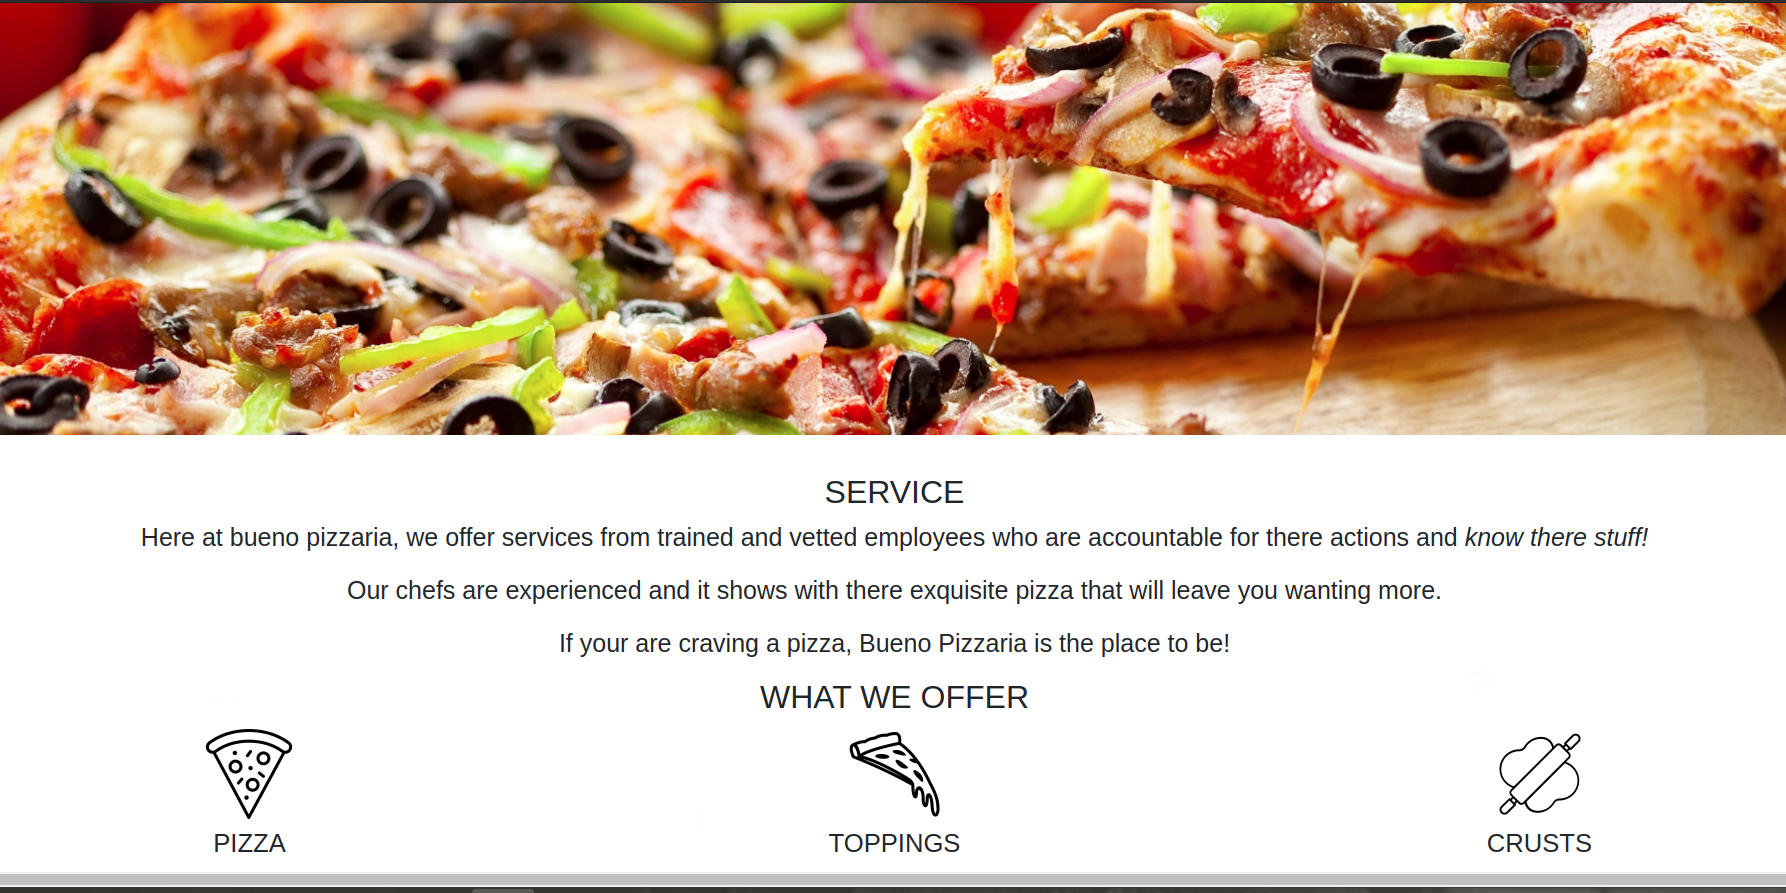 SERVICE
Here at bueno pizzaria, we offer services from trained and vetted employees who are accountable for there actions and know there stuff!
Our chefs are experienced and it shows with there exquisite pizza that will leave you wanting more.
If your are craving a pizza, Bueno Pizzaria is the place to be!
WHAT WE OFFER
PIZZA
TOPPINGS
CRUSTS